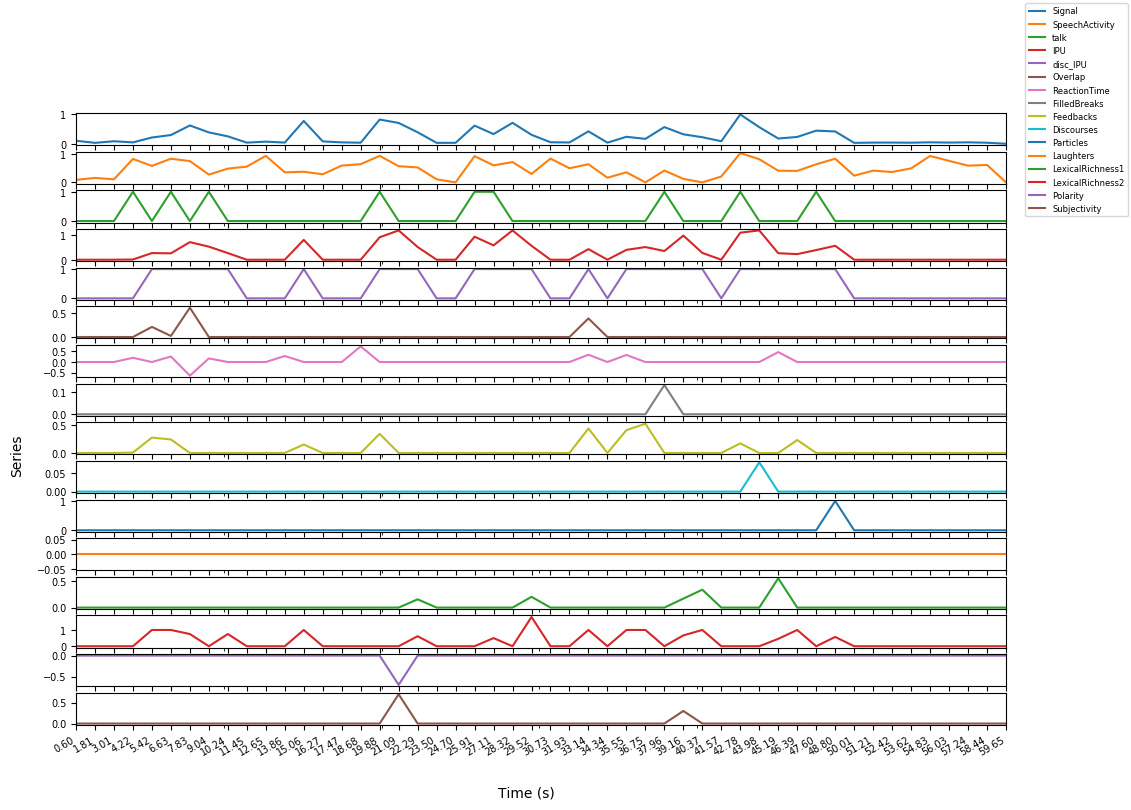 Signal
SpeechActivity
talk
IPU
disc_IPU
Overlap
ReactionTime
FilledBreaks
Feedbacks
Discourses
Particles
Laughters
LexicalRichness1
LexicalRichness2
Polarity
Subjectivity
1
0
1
0
1
0
1
0
1
0
0.5
0.0
0.5
0.0
−0.5
0.1
0.0
0.5
0.0
0.05
0.00
1
0
0.05
0.00
−0.05
0.5
0.0
1
0
0.0
−0.5
0.5
0.0
Series
0.60 1.81 3.01 4.22 5.42 6.63 7.83 9.04 10.24 11.45 12.65 13.86 15.06 16.27 17.47 18.68 19.88 21.09 22.29 23.50 24.70 25.91 27.11 28.32 29.52 30.73 31.93 33.14 34.34 35.55 36.75 37.96 39.16 40.37 41.57 42.78 43.98 45.19 46.39 47.60 48.80 50.01 51.21 52.42 53.62 54.83 56.03 57.24 58.44 59.65
Time (s)